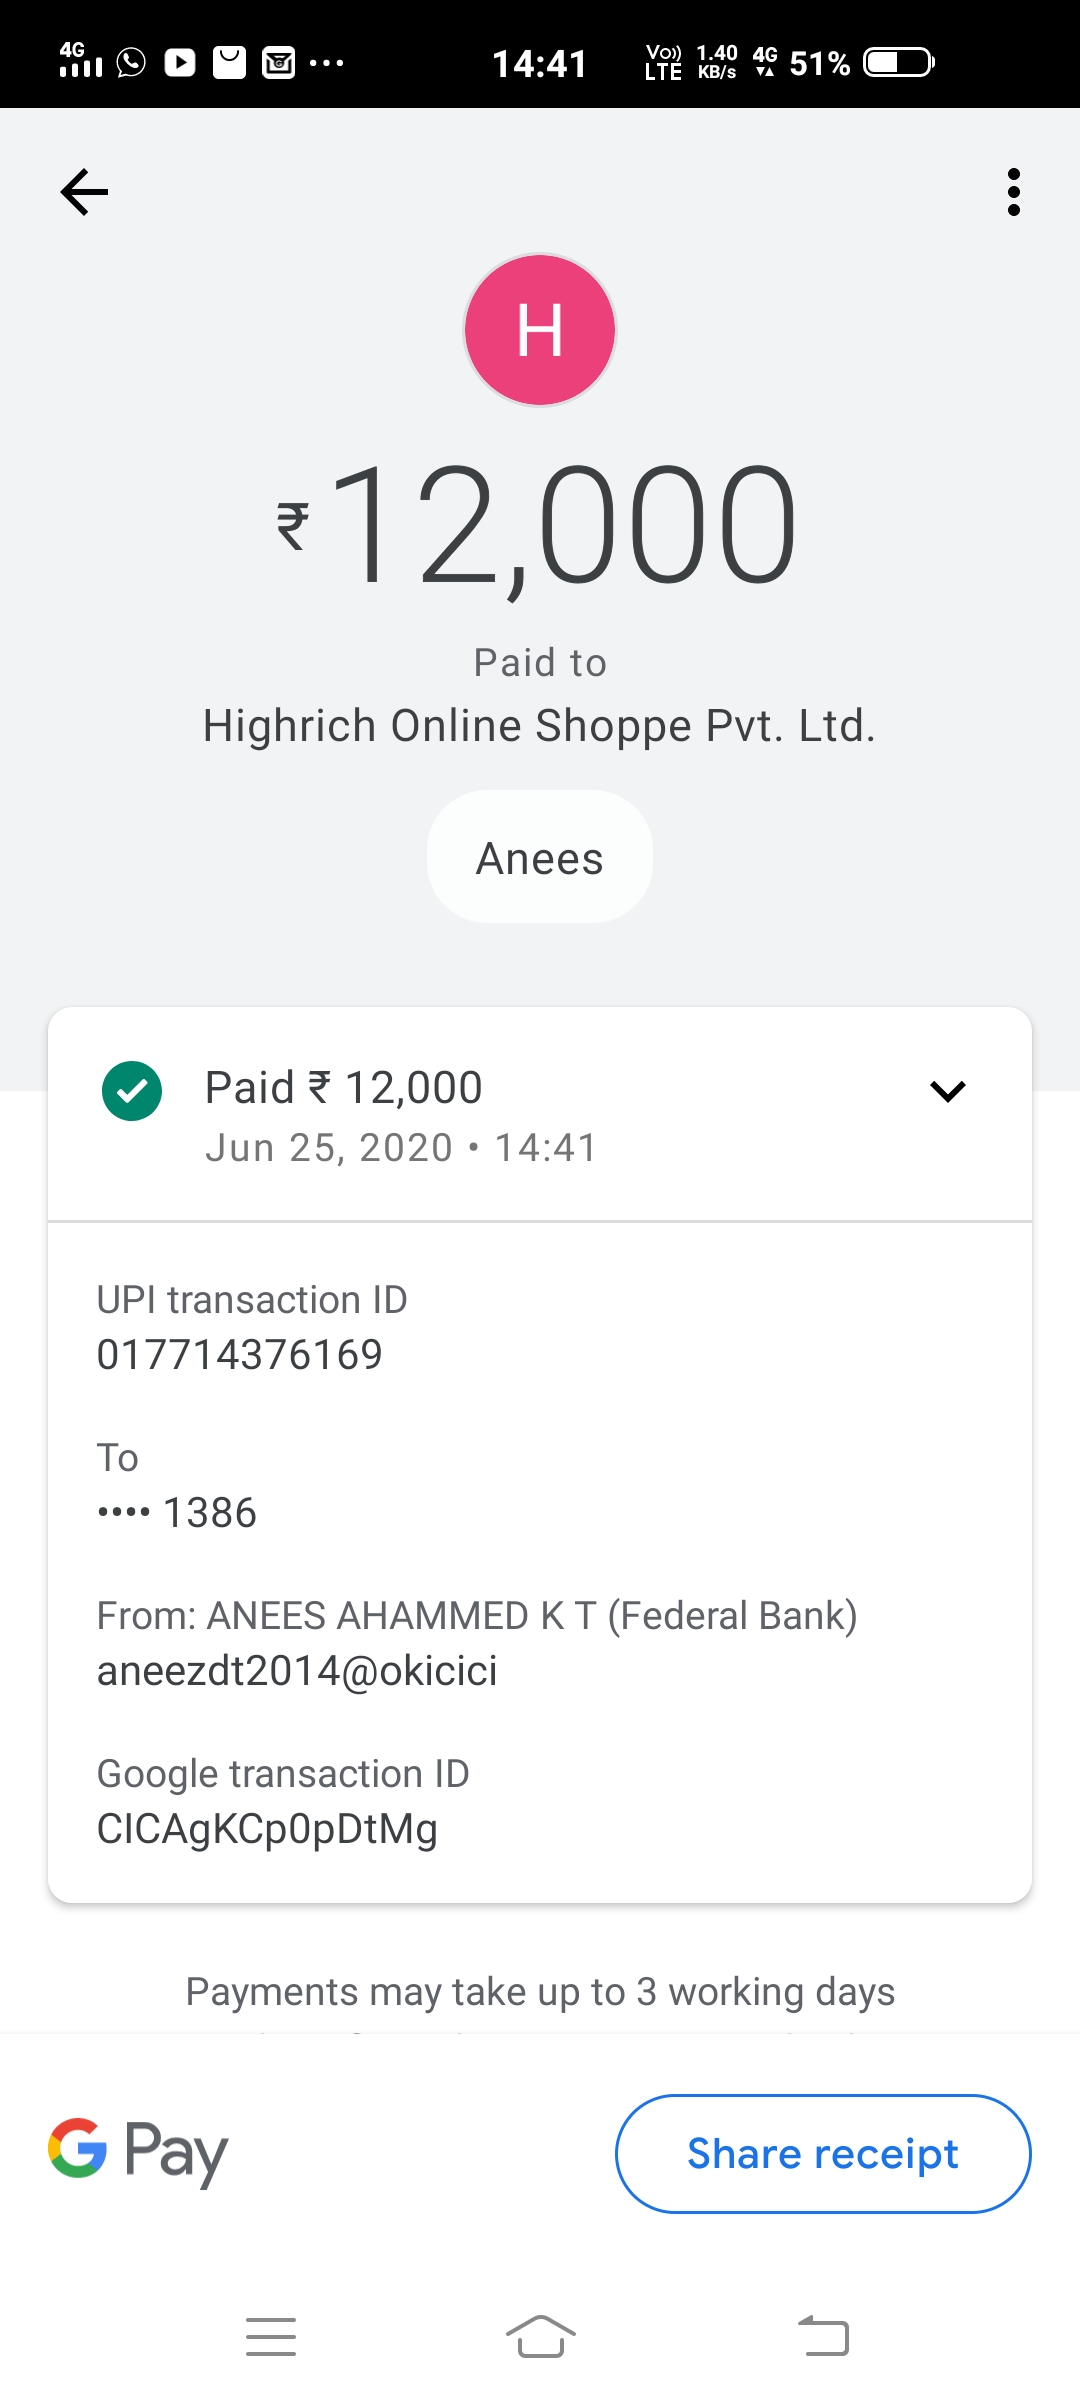 4G 14:41 Vo)) LTE 1.40 KB/s 4G 51%
H
₹12,000
Paid to
Highrich Online Shoppe Pvt. Ltd.
Anees
Paid ₹ 12,000
Jun 25, 2020 • 14:41
UPI transaction ID
017714376169
To
•••• 1386
From: ANEES AHAMMED K T (Federal Bank)
aneezdt2014@okicici
Google transaction ID
CICAgKCp0pDtMg
Payments may take up to 3 working days
G Pay
Share receipt